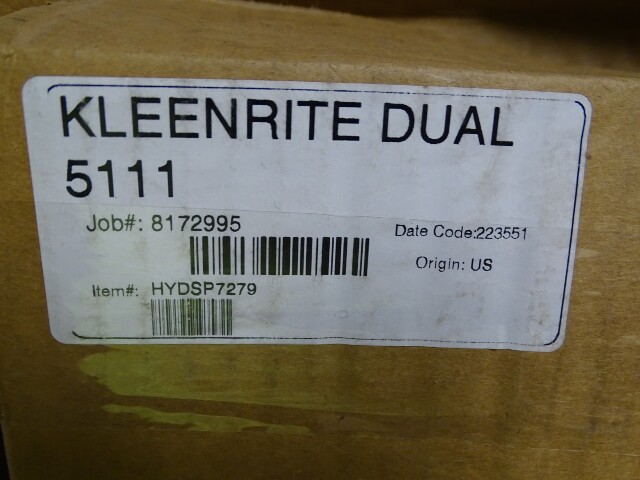 KLEENRITE DUAL
5111
Job#: 8172995
Date Code:223551
Origin: US
Item#: HYDSP7279